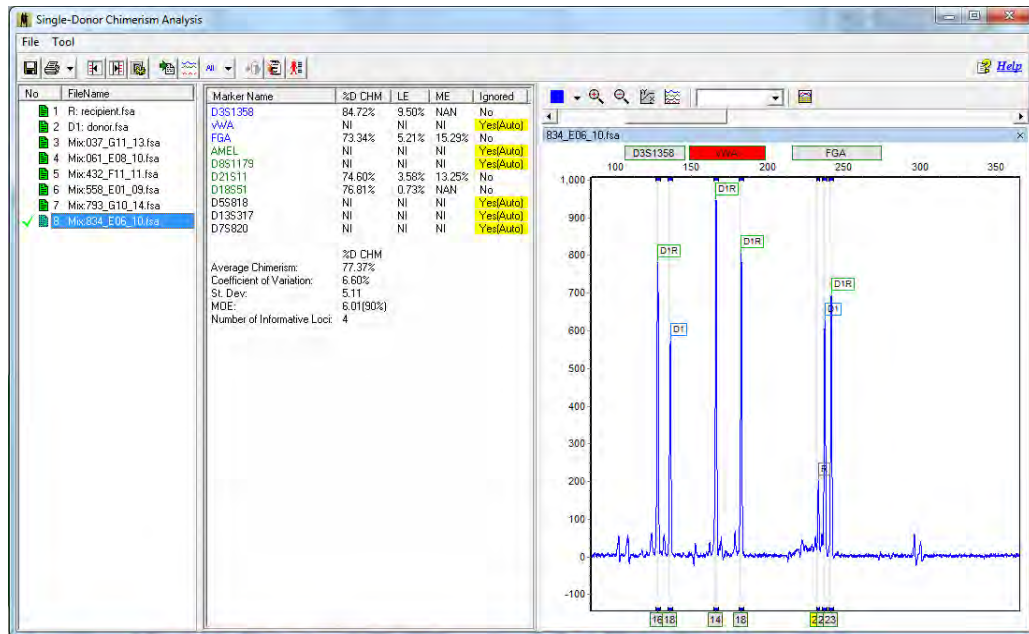 Single-Donor Chimerism Analysis
File Tool
All
Help
No FileName
1 R: recipient.fsa
2 D1: donor.fsa
3 Mix:037_G11_13.fsa
4 Mix:061_E08_10.fsa
5 Mix:432_F11_11.fsa
6 Mix:558_E01_09.fsa
7 Mix:793_G10_14.fsa
8 Mix:834_E06_10.fsa
Marker Name %D CHM LE ME Ignored
D3S1358 84.72% 9.50% NAN No
vWA NI NI NI Yes(Auto)
FGA 73.34% 5.21% 15.29% No
AMEL NI NI NI Yes(Auto)
D8S1179 NI NI NI Yes(Auto)
D21S11 74.60% 3.58% 13.25% No
D18S51 76.81% 0.73% NAN No
D5S818 NI NI NI Yes(Auto)
D13S317 NI NI NI Yes(Auto)
D7S820 NI NI NI Yes(Auto)
%D CHM
Average Chimerism: 77.37%
Coefficient of Variation: 6.60%
St. Dev: 5.11
MOE: 6.01(90%)
Number of Informative Loci: 4
834_E06_10.fsa
D3S1358 vWA FGA
100 150 200 250 300 350
1,000
900
800
700
600
500
400
300
200
100
0
-100
D1R
D1R
D1R
D1R
D1
D1
R
16 18 14 18 23